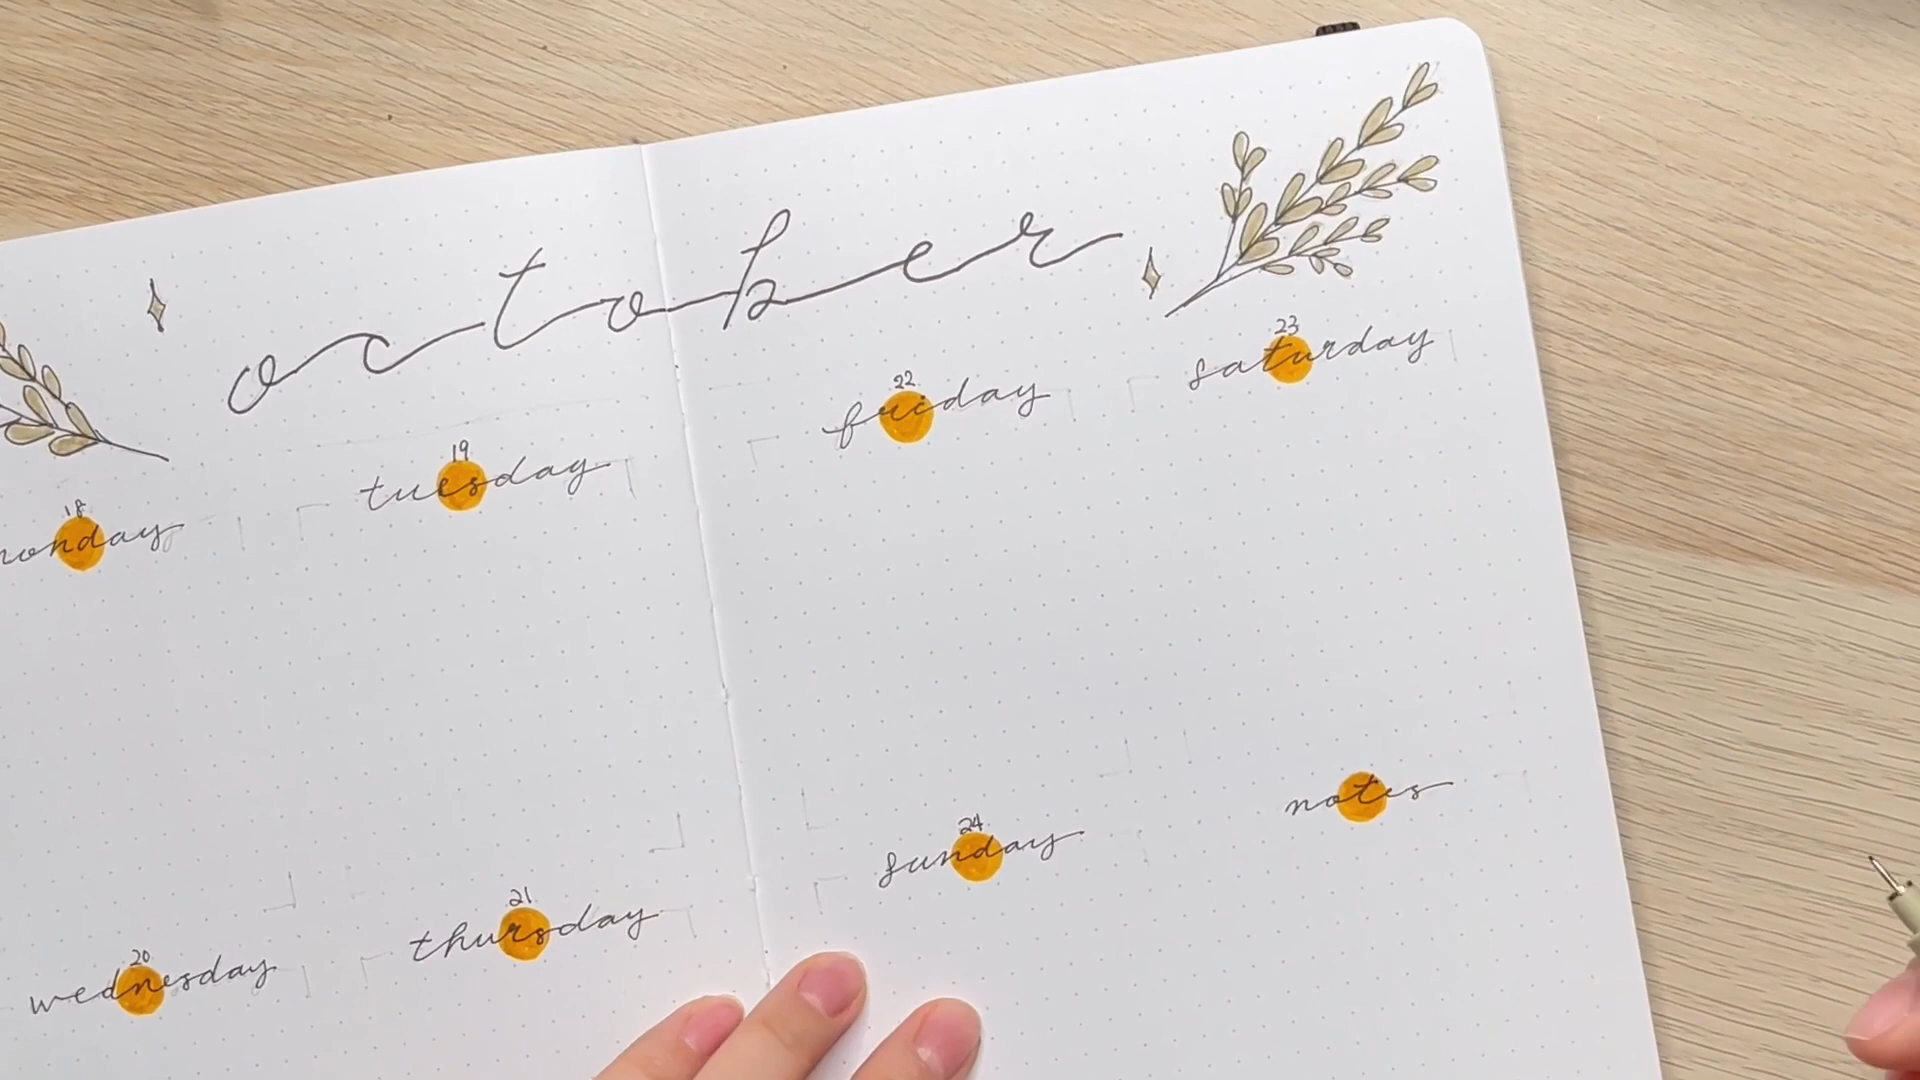 october
18
monday
19
tuesday
20
wednesday
21
thursday
22
friday
23
saturday
24
sunday
notes